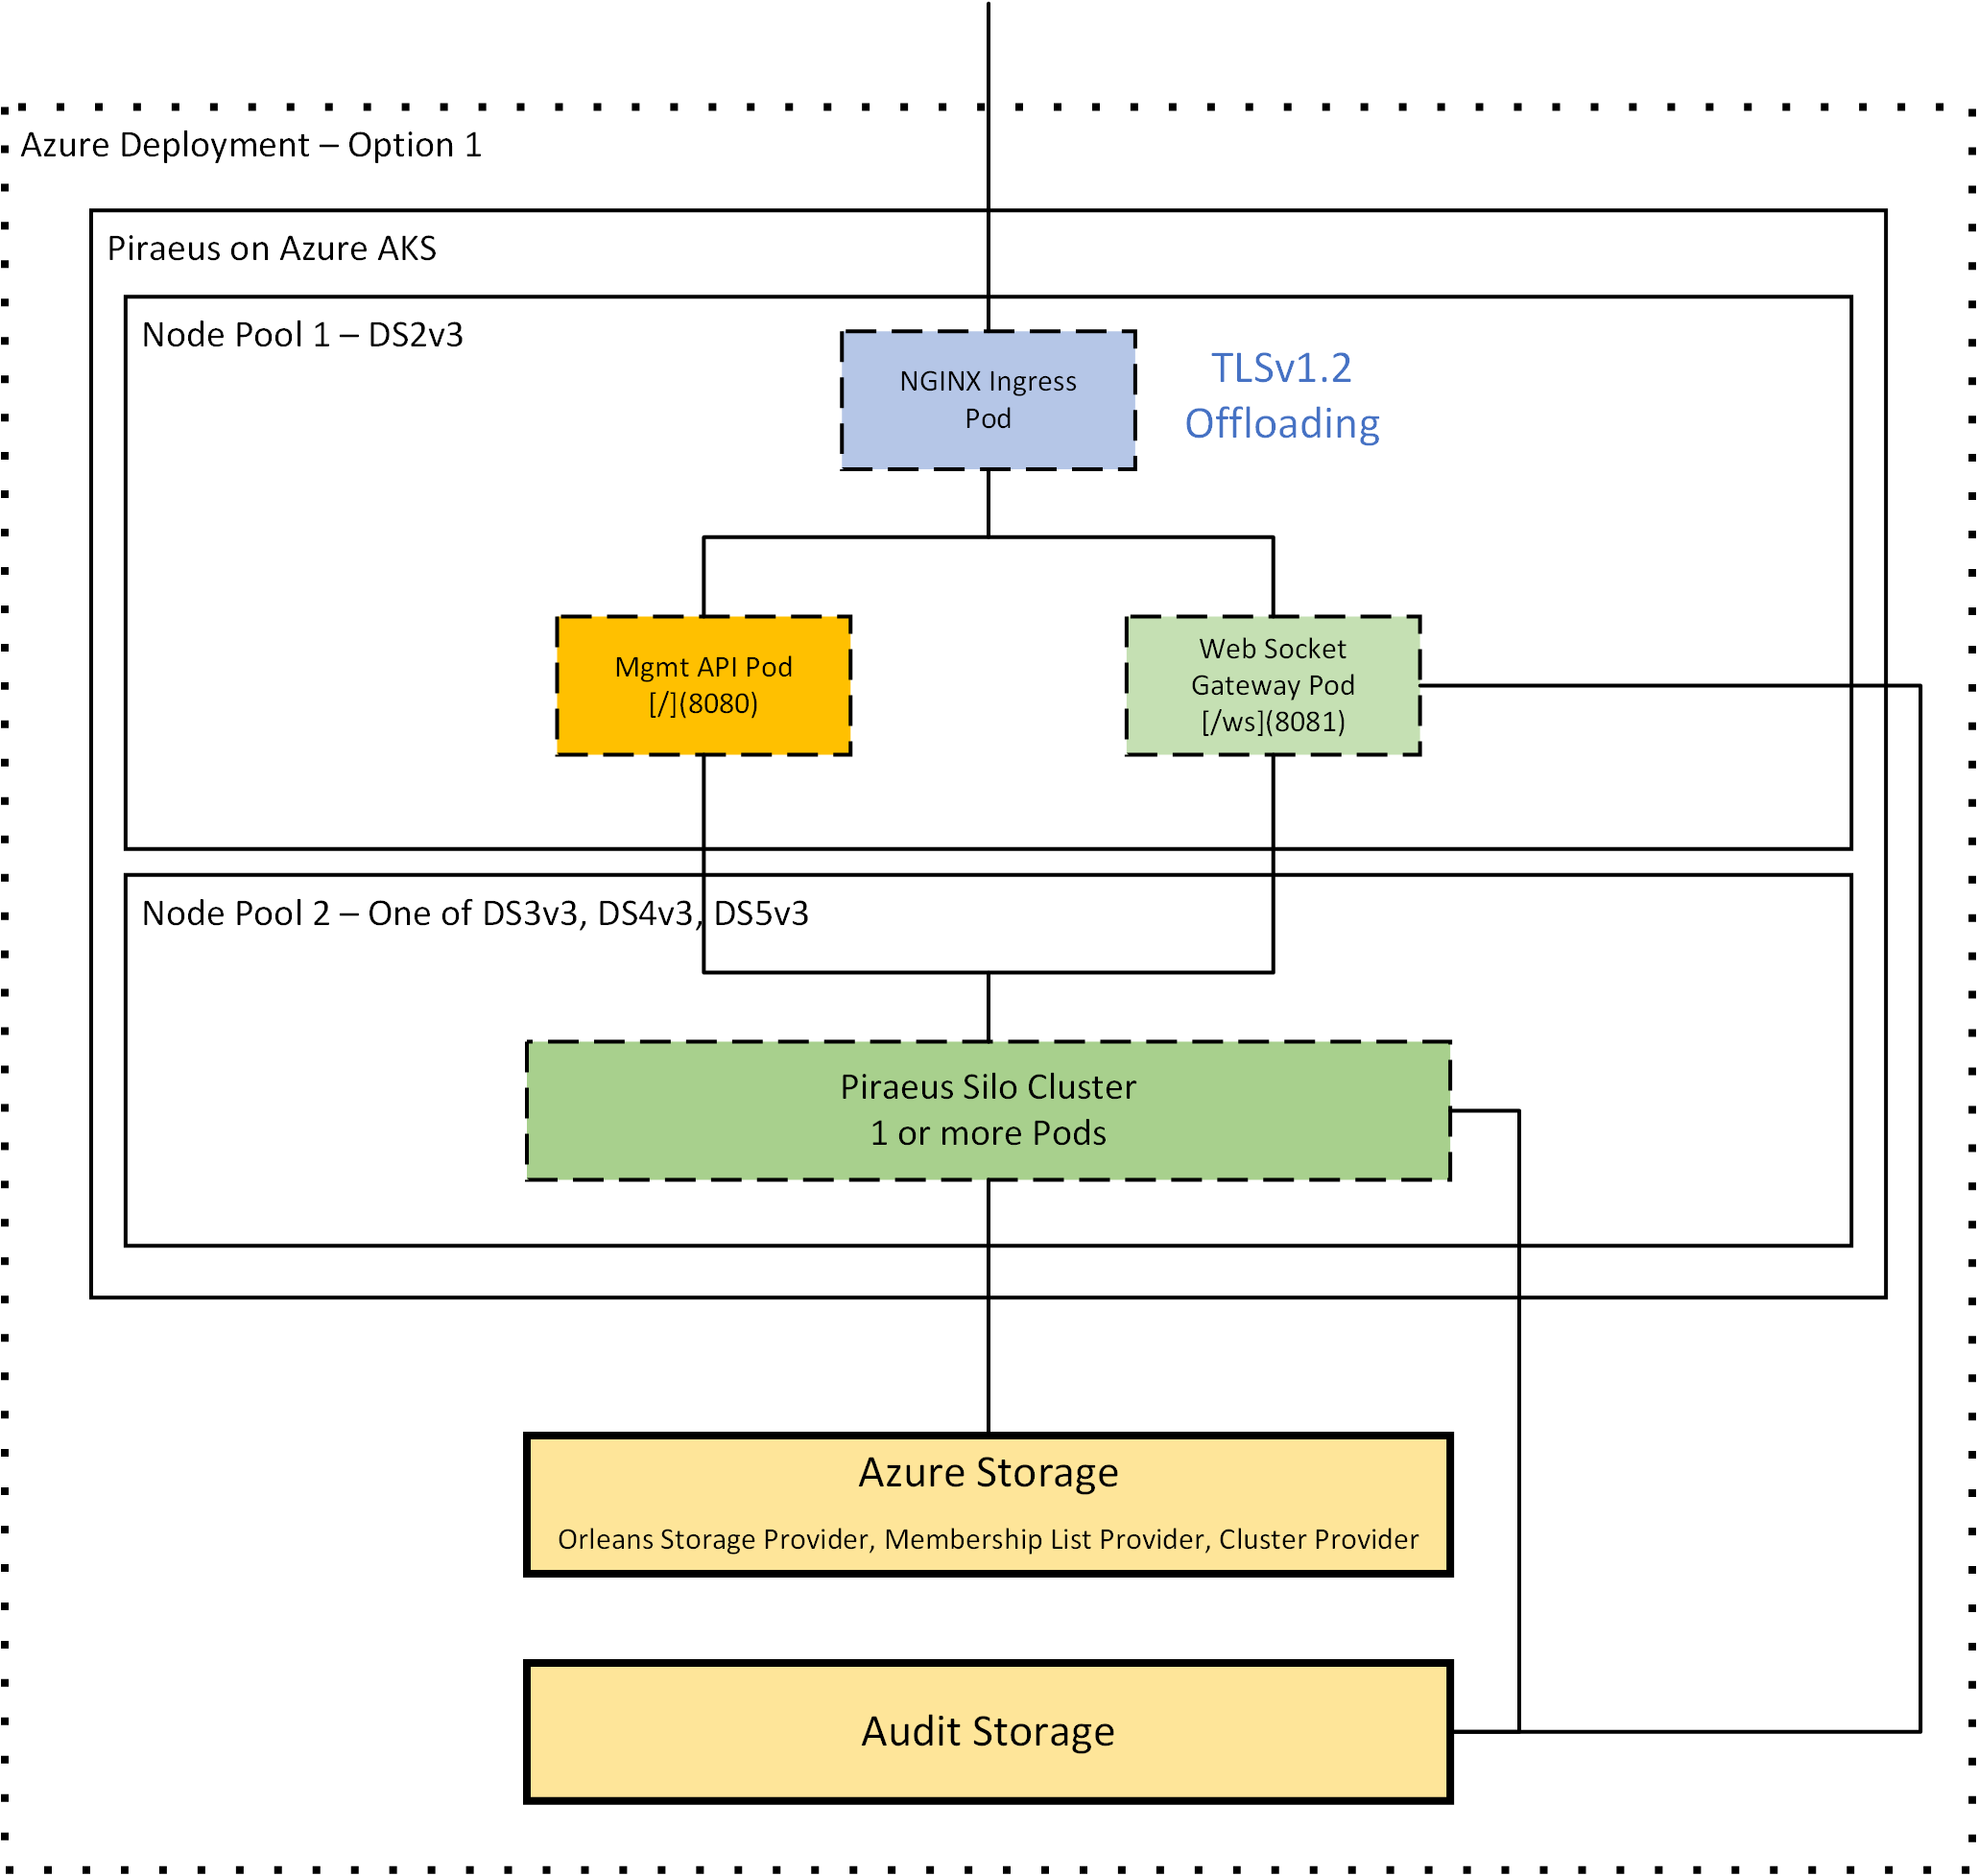 Azure Deployment – Option 1
Piraeus on Azure AKS
Node Pool 1 – DS2v3
NGINX Ingress
Pod
TLSv1.2
Offloading
Mgmt API Pod
[/](8080)
Web Socket
Gateway Pod
[/ws](8081)
Node Pool 2 – One of DS3v3, DS4v3, DS5v3
Piraeus Silo Cluster
1 or more Pods
Azure Storage
Orleans Storage Provider, Membership List Provider, Cluster Provider
Audit Storage